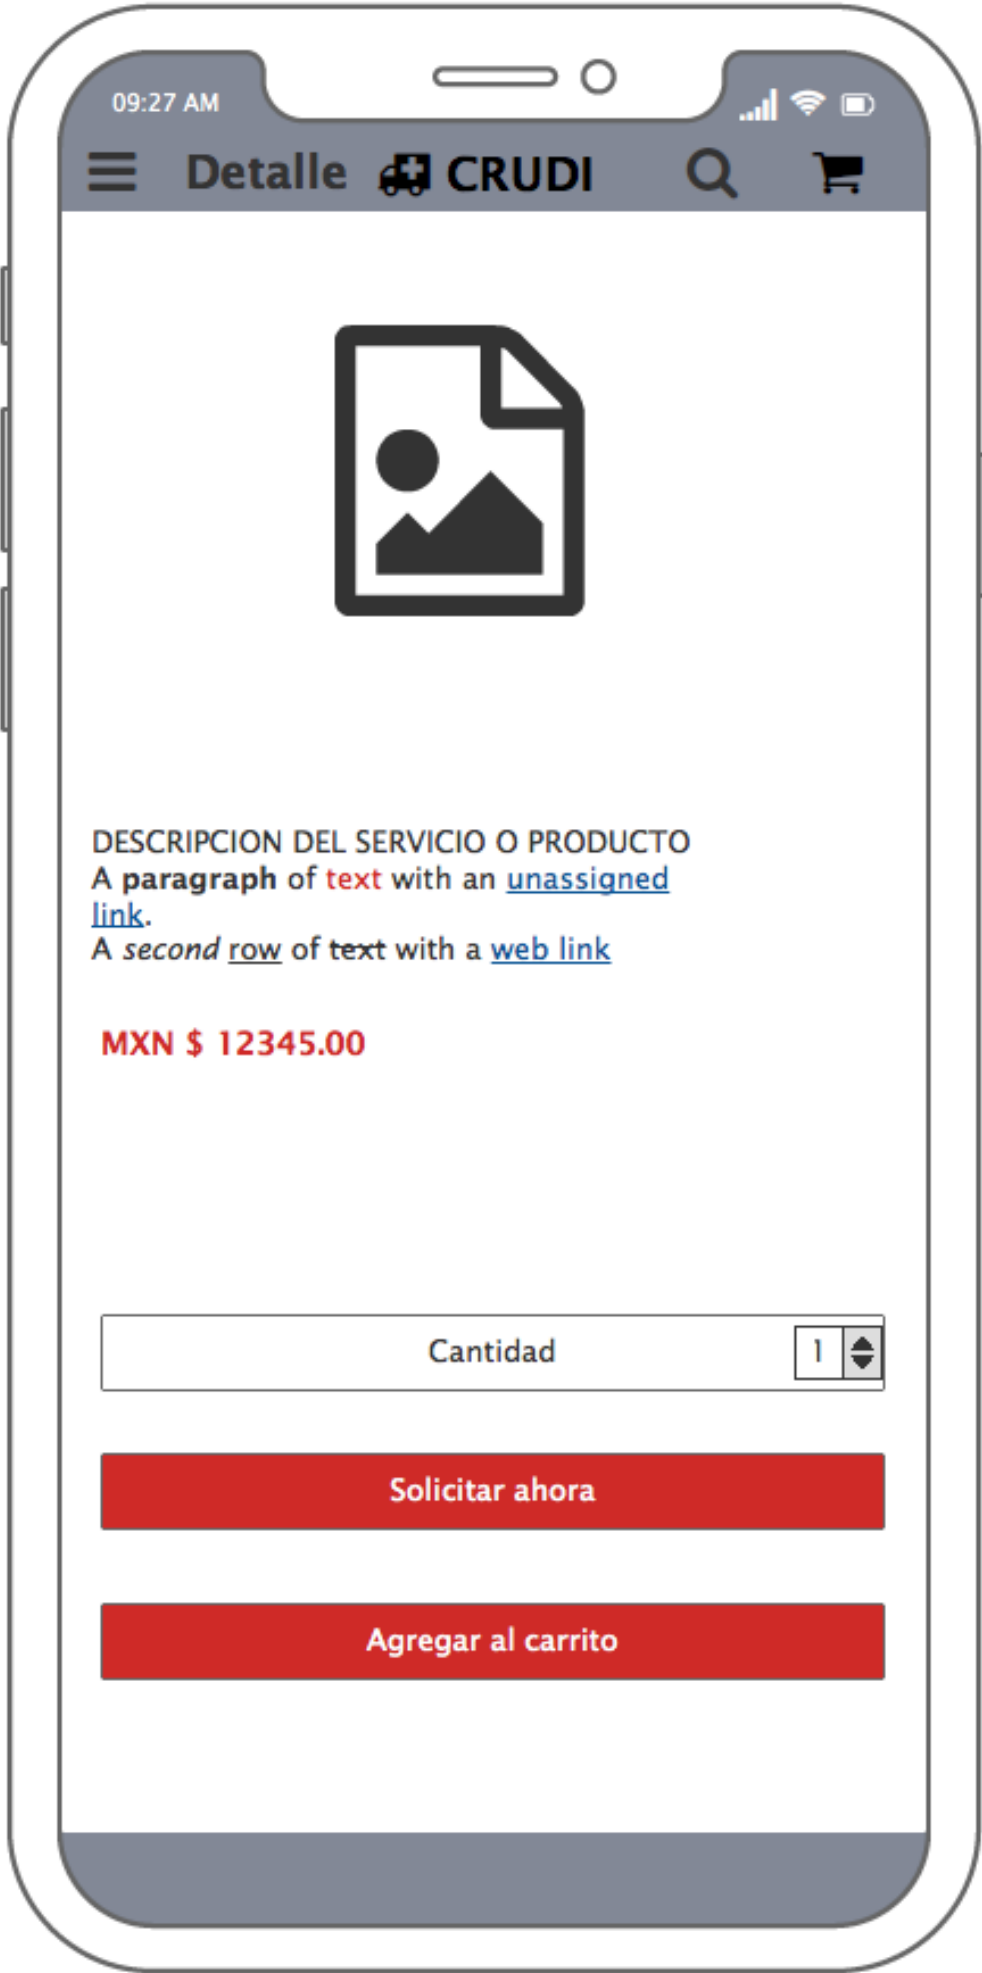 09:27 AM
Detalle CRUDI
DESCRIPCION DEL SERVICIO O PRODUCTO
A paragraph of text with an unassigned
link.
A second row of text with a web link
MXN $ 12345.00
Cantidad 1
Solicitar ahora
Agregar al carrito